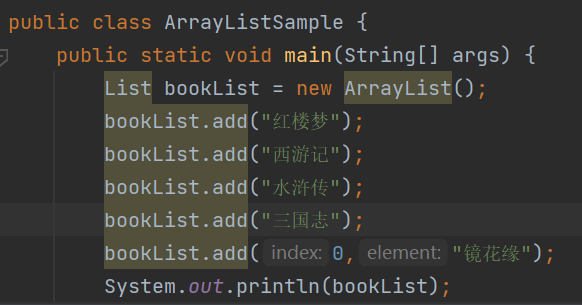 public class ArrayListSample {
public static void main(String[] args) {
List bookList = new ArrayList();
bookList.add("红楼梦");
bookList.add("西游记");
bookList.add("水浒传");
bookList.add("三国志");
bookList.add( index: 0, element: "镜花缘");
System.out.println(bookList);